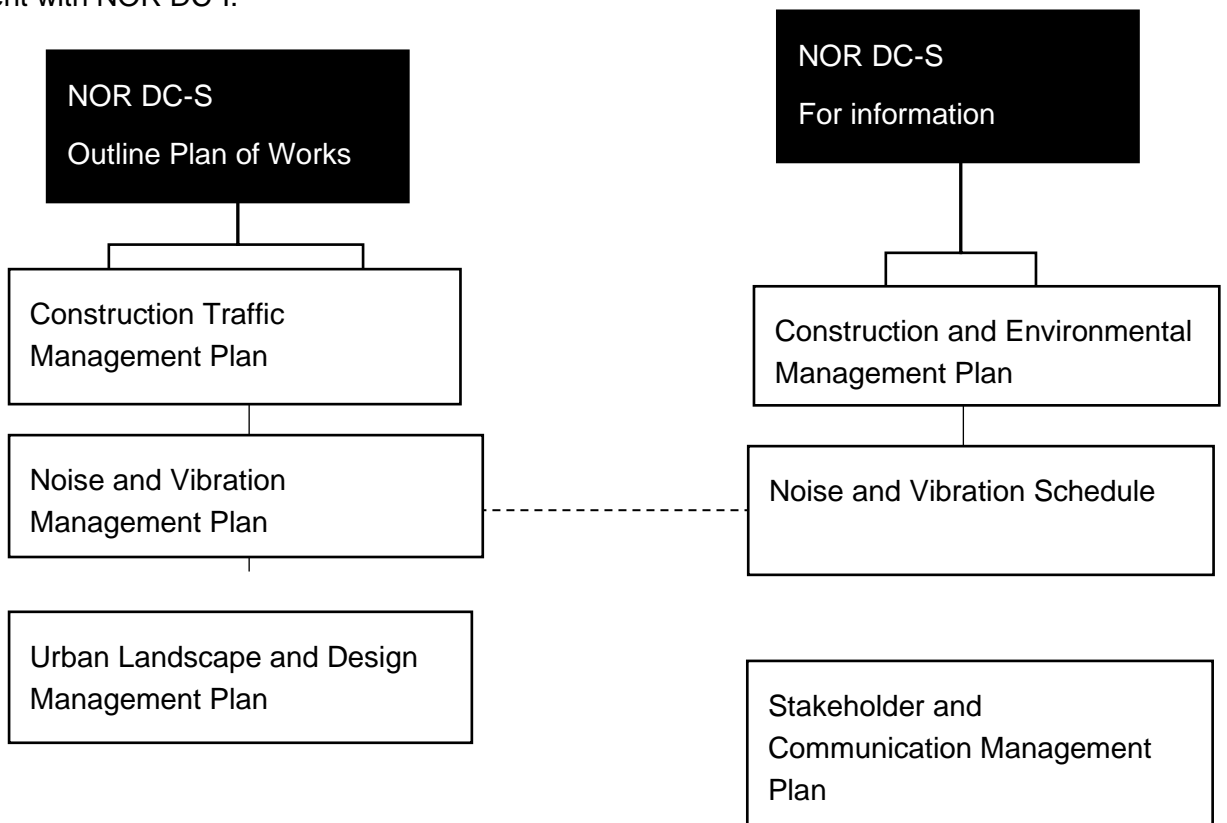 NOR DC-S
Outline Plan of Works
Construction Traffic
Management Plan
Noise and Vibration
Management Plan
Urban Landscape and Design
Management Plan
NOR DC-S
For information
Construction and Environmental
Management Plan
Noise and Vibration Schedule
Stakeholder and
Communication Management
Plan